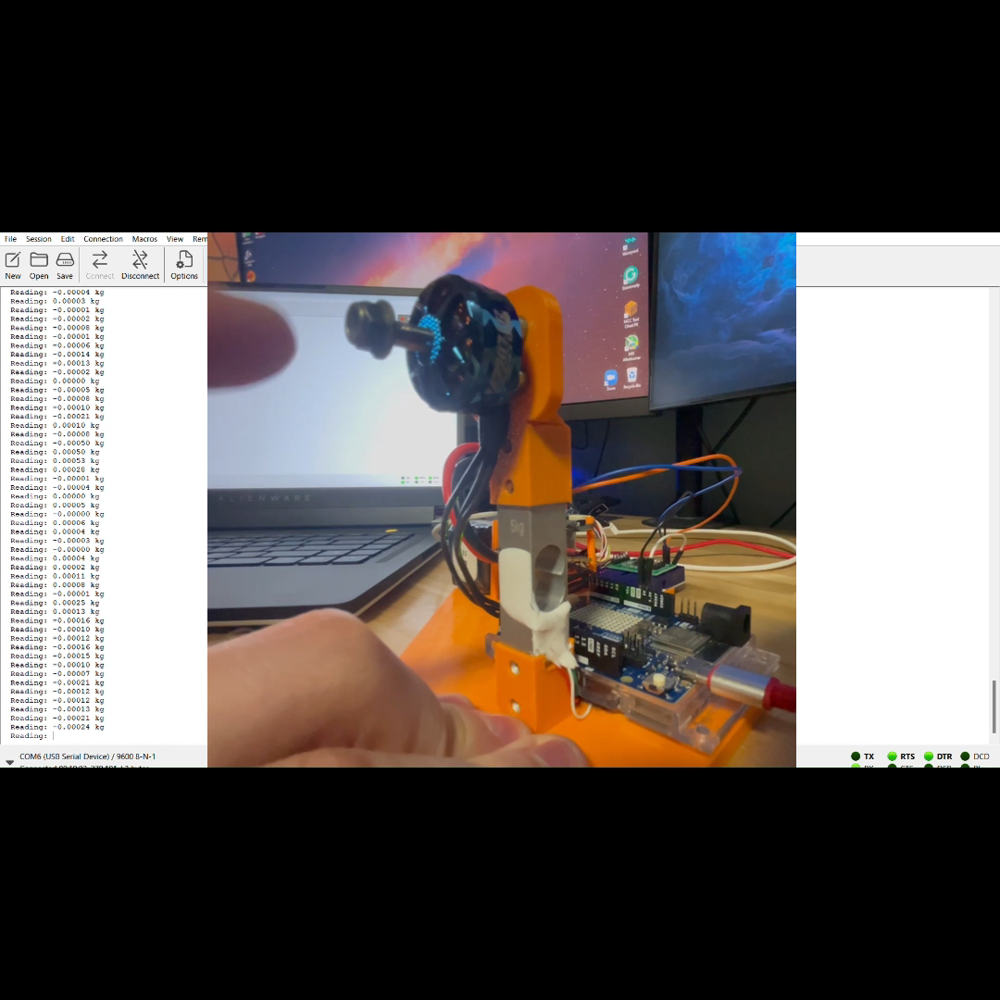 File Session Edit Connection Macros View Rem
New Open Save Connect Disconnect Options
Reading: -0.00004 kg
Reading: 0.00003 kg
Reading: -0.00001 kg
Reading: -0.00002 kg
Reading: -0.00008 kg
Reading: -0.00001 kg
Reading: -0.00006 kg
Reading: -0.00014 kg
Reading: -0.00013 kg
Reading: -0.00002 kg
Reading: 0.00000 kg
Reading: -0.00005 kg
Reading: -0.00008 kg
Reading: -0.00010 kg
Reading: -0.00021 kg
Reading: 0.00010 kg
Reading: -0.00008 kg
Reading: -0.00050 kg
Reading: 0.00050 kg
Reading: 0.00053 kg
Reading: 0.00028 kg
Reading: -0.00001 kg
Reading: -0.00004 kg
Reading: 0.00000 kg
Reading: 0.00005 kg
Reading: -0.00000 kg
Reading: 0.00006 kg
Reading: 0.00004 kg
Reading: -0.00003 kg
Reading: -0.00000 kg
Reading: 0.00004 kg
Reading: 0.00002 kg
Reading: 0.00011 kg
Reading: 0.00008 kg
Reading: -0.00001 kg
Reading: 0.00025 kg
Reading: 0.00013 kg
Reading: -0.00016 kg
Reading: -0.00010 kg
Reading: -0.00012 kg
Reading: -0.00016 kg
Reading: -0.00015 kg
Reading: -0.00010 kg
Reading: -0.00007 kg
Reading: -0.00021 kg
Reading: -0.00012 kg
Reading: -0.00012 kg
Reading: -0.00013 kg
Reading: -0.00021 kg
Reading: -0.00024 kg
Reading:
ALIENWARE
5kg
Recycle Bin
COM6 (USB Serial Device) / 9600 8-N-1
TX RTS DTR DCD